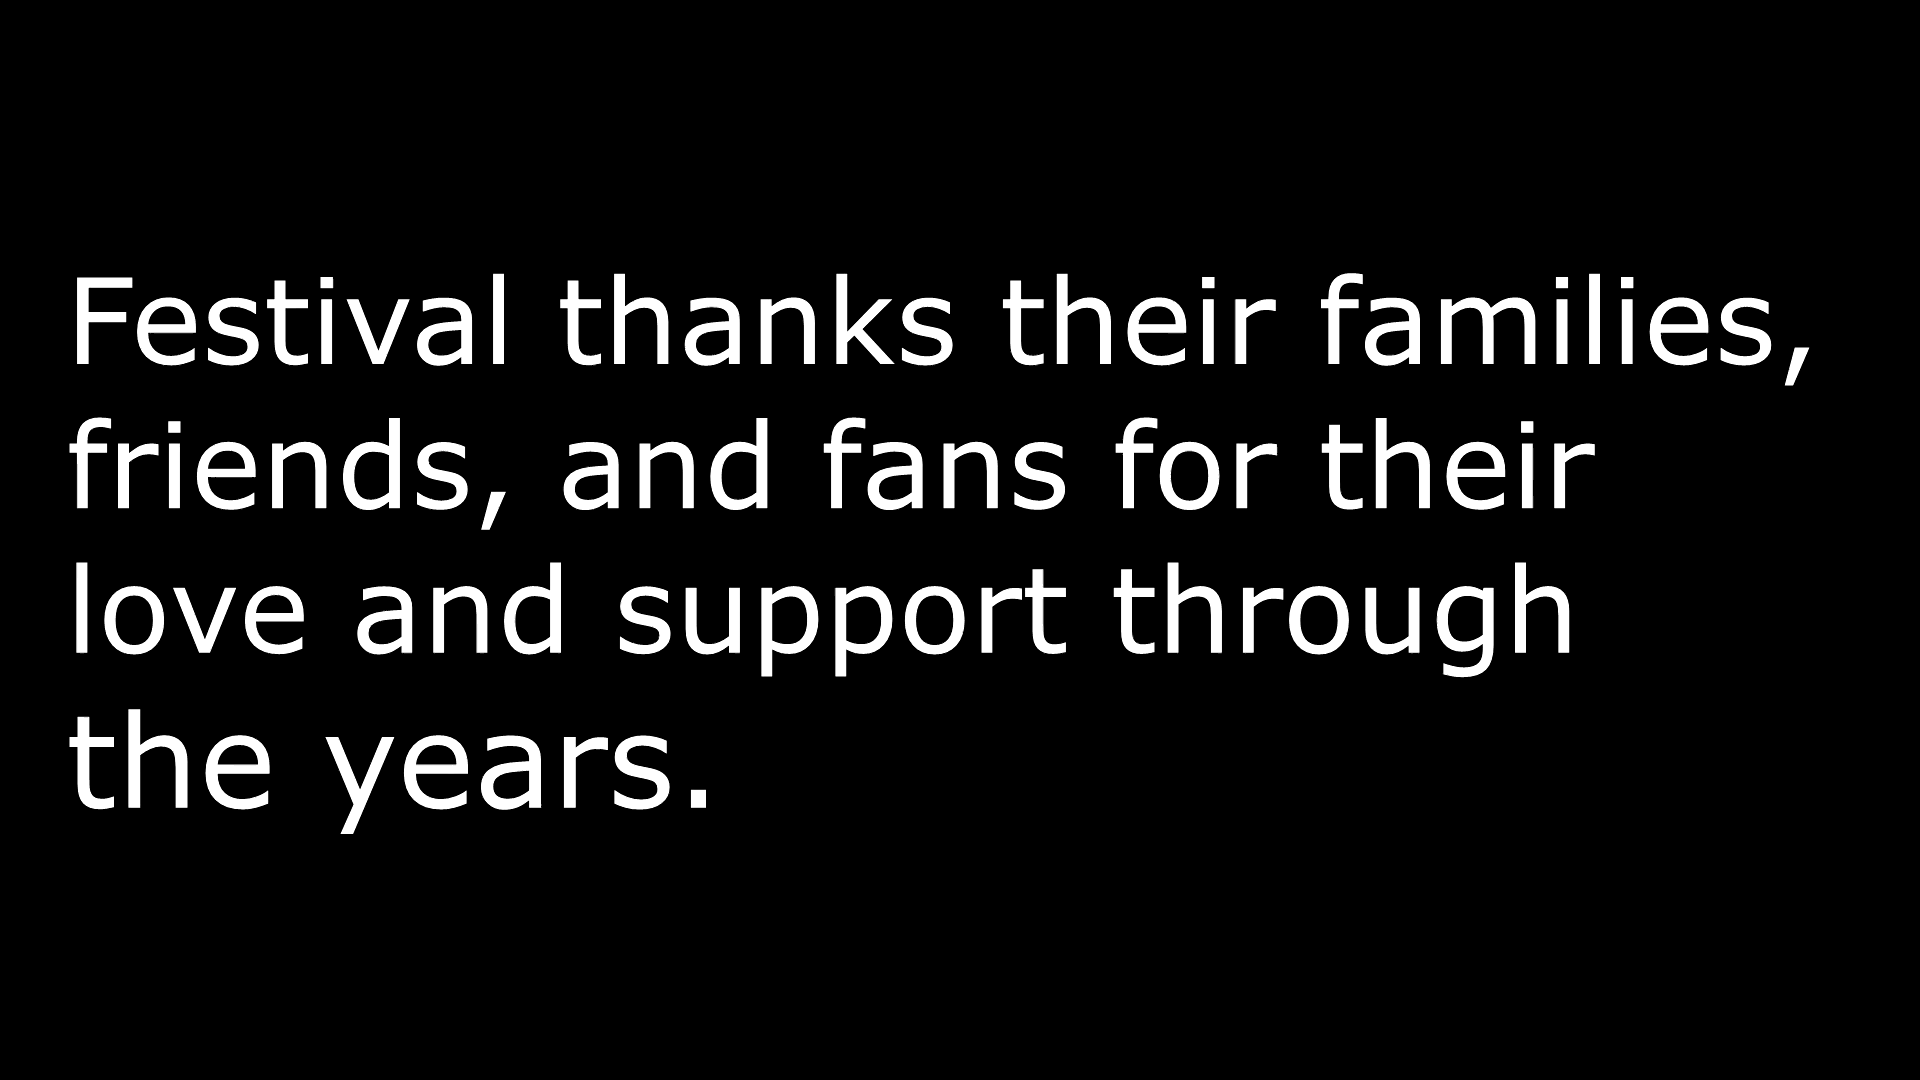 Festival thanks their families,
friends, and fans for their
love and support through
the years.